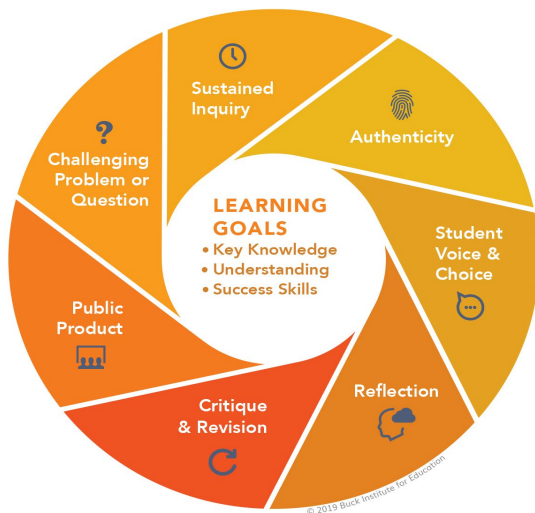 LEARNING
GOALS
• Key Knowledge
• Understanding
• Success Skills
?
Challenging
Problem or
Question
Sustained
Inquiry
Authenticity
Student
Voice &
Choice
Reflection
Critique
& Revision
Public
Product
© 2019 Buck Institute for Education